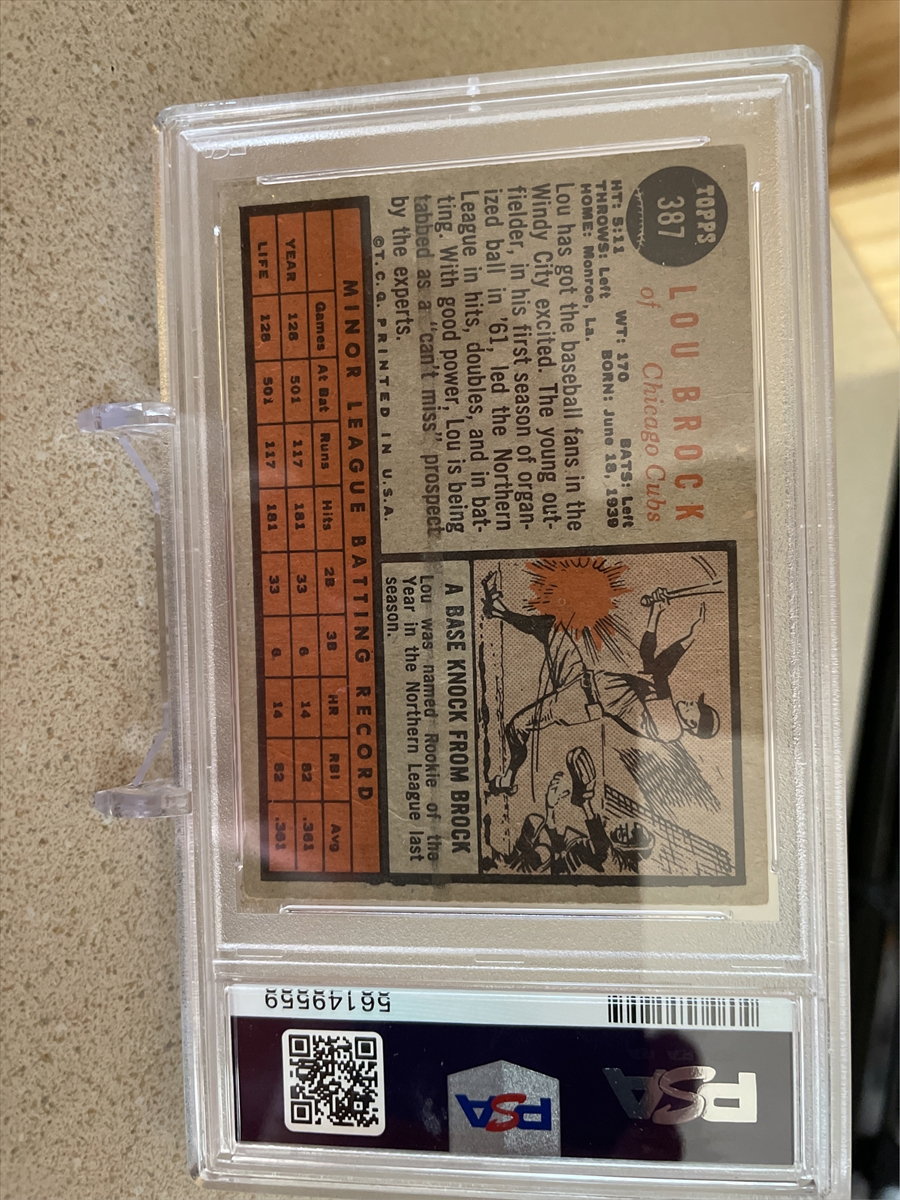 TOPPS
387
LOU BROCK
of Chicago Cubs
HT: 5:11 WT: 170 BATS: Left
THROWS: Left BORN: June 18, 1939
HOME: Monroe, La.
Lou has got the baseball fans in the
Windy City excited. The young out-
fielder, in his first season of organ-
ized ball in '61, led the Northern
League in hits, doubles, and in bat-
ting. With good power, Lou is being
tabbed as a "can't miss" prospect
by the experts.
©T.C.G. PRINTED IN U.S.A.
A BASE KNOCK FROM BROCK
Lou was named Rookie of the
Year in the Northern League last
season.
MINOR LEAGUE BATTING RECORD
Games At Bat Runs Hits 2B 3B HR RBI Avg
YEAR 128 501 117 181 33 6 14 82 .361
LIFE 128 501 117 181 33 6 14 82 .361
56149559
PSA
PSA